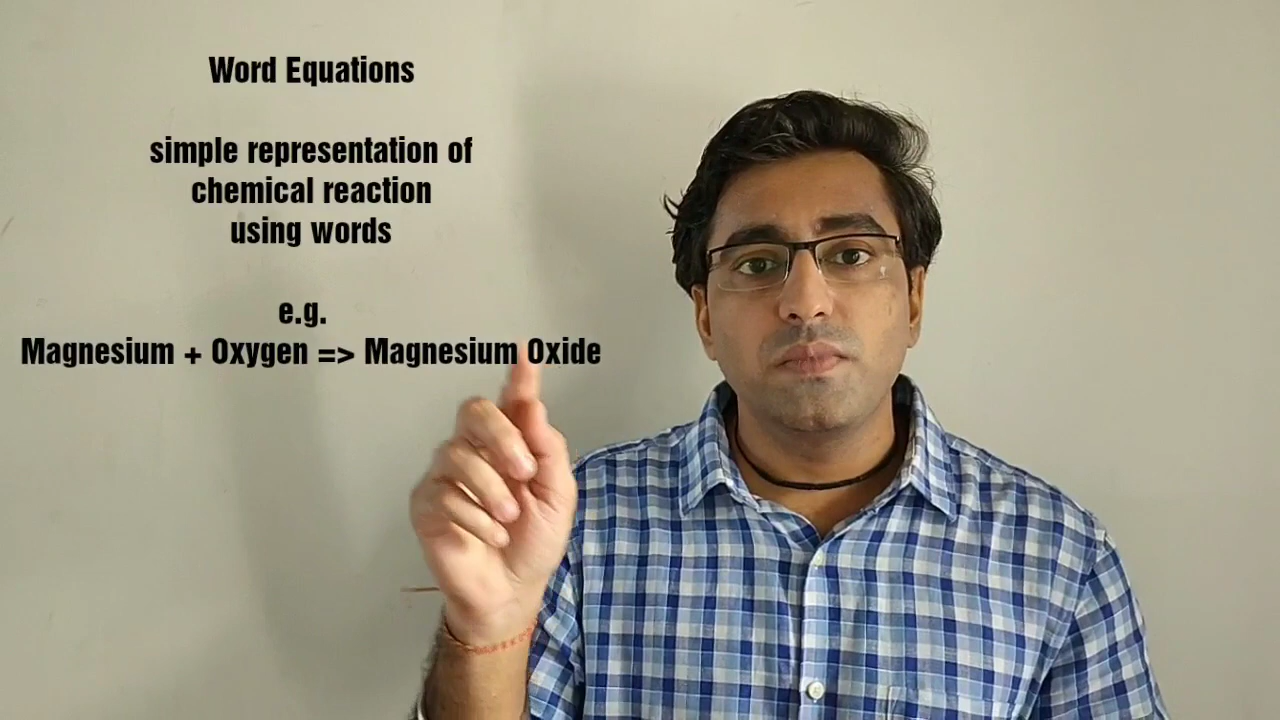 Word Equations
simple representation of
chemical reaction
using words
e.g.
Magnesium + Oxygen => Magnesium Oxide